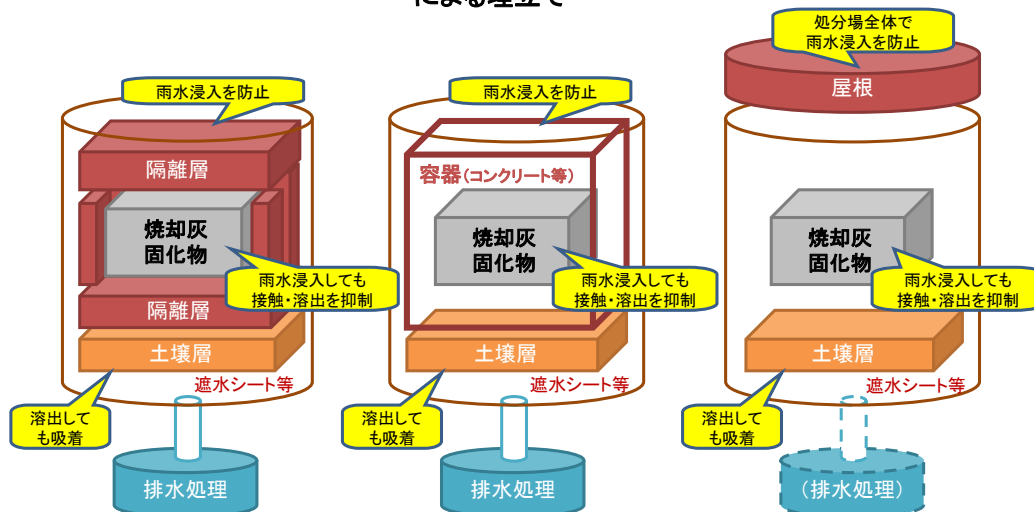 による埋立て
雨水浸入を防止
隔離層
焼却灰
固化物
雨水浸入しても
接触・溶出を抑制
隔離層
土壌層
遮水シート等
溶出して
も吸着
排水処理
雨水浸入を防止
容器(コンクリート等)
焼却灰
固化物
雨水浸入しても
接触・溶出を抑制
土壌層
遮水シート等
溶出して
も吸着
排水処理
処分場全体で
雨水浸入を防止
屋根
焼却灰
固化物
雨水浸入しても
接触・溶出を抑制
土壌層
遮水シート等
溶出して
も吸着
(排水処理)